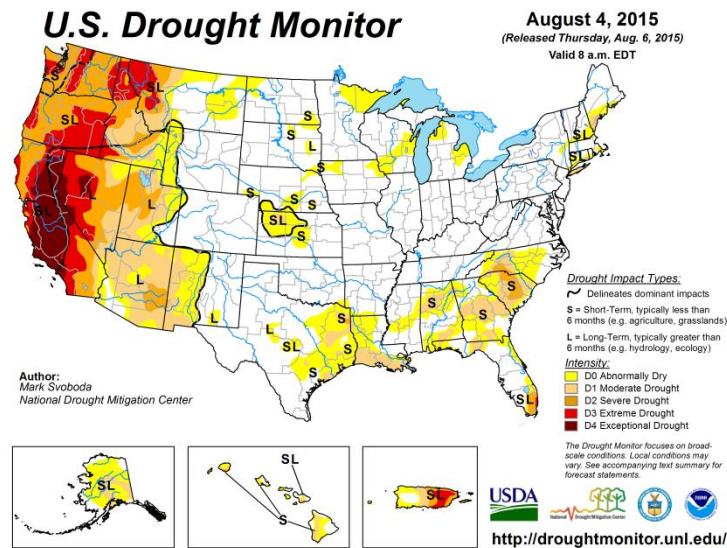 U.S. Drought Monitor
August 4, 2015
(Released Thursday, Aug. 6, 2015)
Valid 8 a.m. EDT
S
SL
SL
S
S
L
S
SL
SL
SL
L
L
S
S
S
SL
S
L
L
L
SL
S
S
S
S
S
S
SL
Drought Impact Types:
Delineates dominant impacts
S = Short-Term, typically less than
6 months (e.g. agriculture, grasslands)
L = Long-Term, typically greater than
6 months (e.g. hydrology, ecology)
Intensity:
D0 Abnormally Dry
D1 Moderate Drought
D2 Severe Drought
D3 Extreme Drought
D4 Exceptional Drought
Author:
Mark Svoboda
National Drought Mitigation Center
The Drought Monitor focuses on broad-
scale conditions. Local conditions may
vary. See accompanying text summary for
forecast statements.
SL
SL
S
SL
USDA
National Drought Mitigation Center
NOAA
http://droughtmonitor.unl.edu/